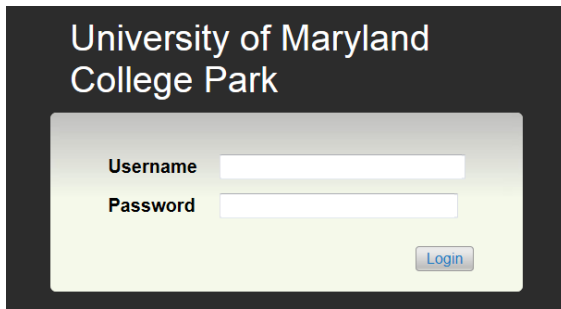 University of Maryland
College Park
Username
Password
Login